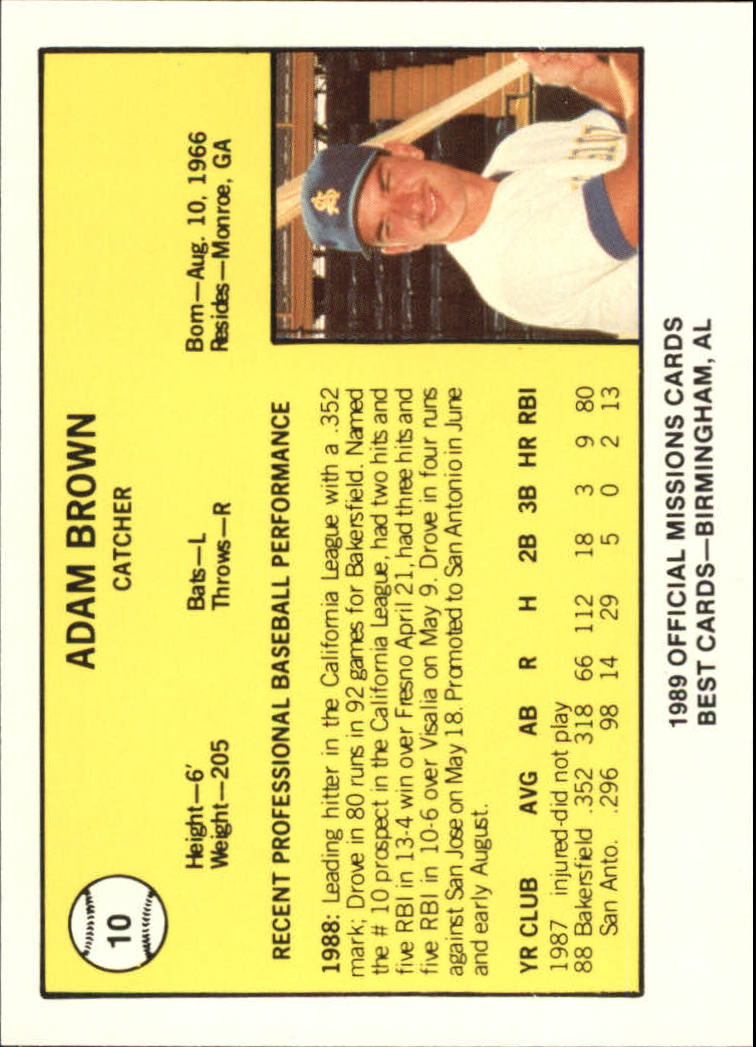 10
ADAM BROWN
CATCHER
Height—6' Bats—L Born—Aug. 10, 1966
Weight—205 Throws—R Resides—Monroe, GA
RECENT PROFESSIONAL BASEBALL PERFORMANCE
1988: Leading hitter in the California League with a .352
mark; Drove in 80 runs in 92 games for Bakersfield. Named
the # 10 prospect in the California League, had two hits and
five RBI in 13-4 win over Fresno April 21, had three hits and
five RBI in 10-6 over Visalia on May 9. Drove in four runs
against San Jose on May 18. Promoted to San Antonio in June
and early August.
YR CLUB AVG AB R H 2B 3B HR RBI
1987 injured-did not play
88 Bakersfield .352 318 66 112 18 3 9 80
San Anto. .296 98 14 29 5 0 2 13
1989 OFFICIAL MISSIONS CARDS
BEST CARDS—BIRMINGHAM, AL